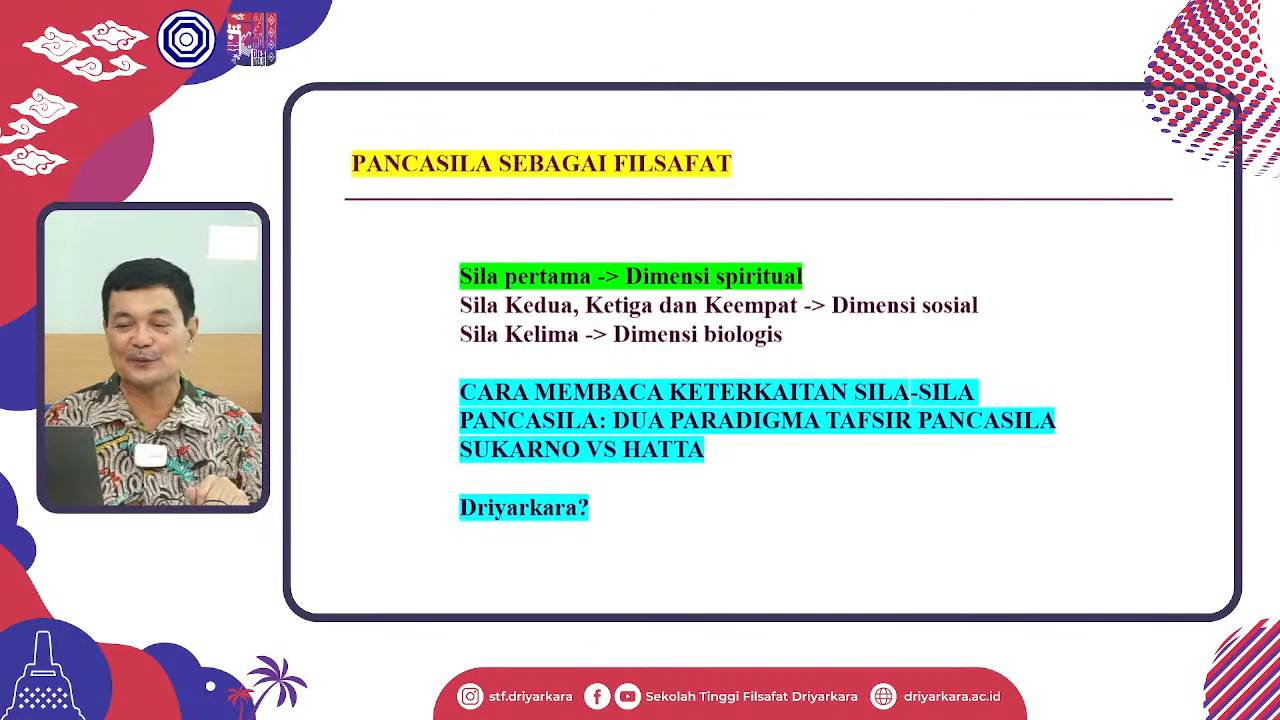 PANCASILA SEBAGAI FILSAFAT
Sila pertama -> Dimensi spiritual
Sila Kedua, Ketiga dan Keempat -> Dimensi sosial
Sila Kelima -> Dimensi biologis
CARA MEMBACA KETERKAITAN SILA-SILA
PANCASILA: DUA PARADIGMA TAFSIR PANCASILA
SUKARNO VS HATTA
Driyarkara?
stf.driyarkara Sekolah Tinggi Filsafat Driyarkara driyarkara.ac.id